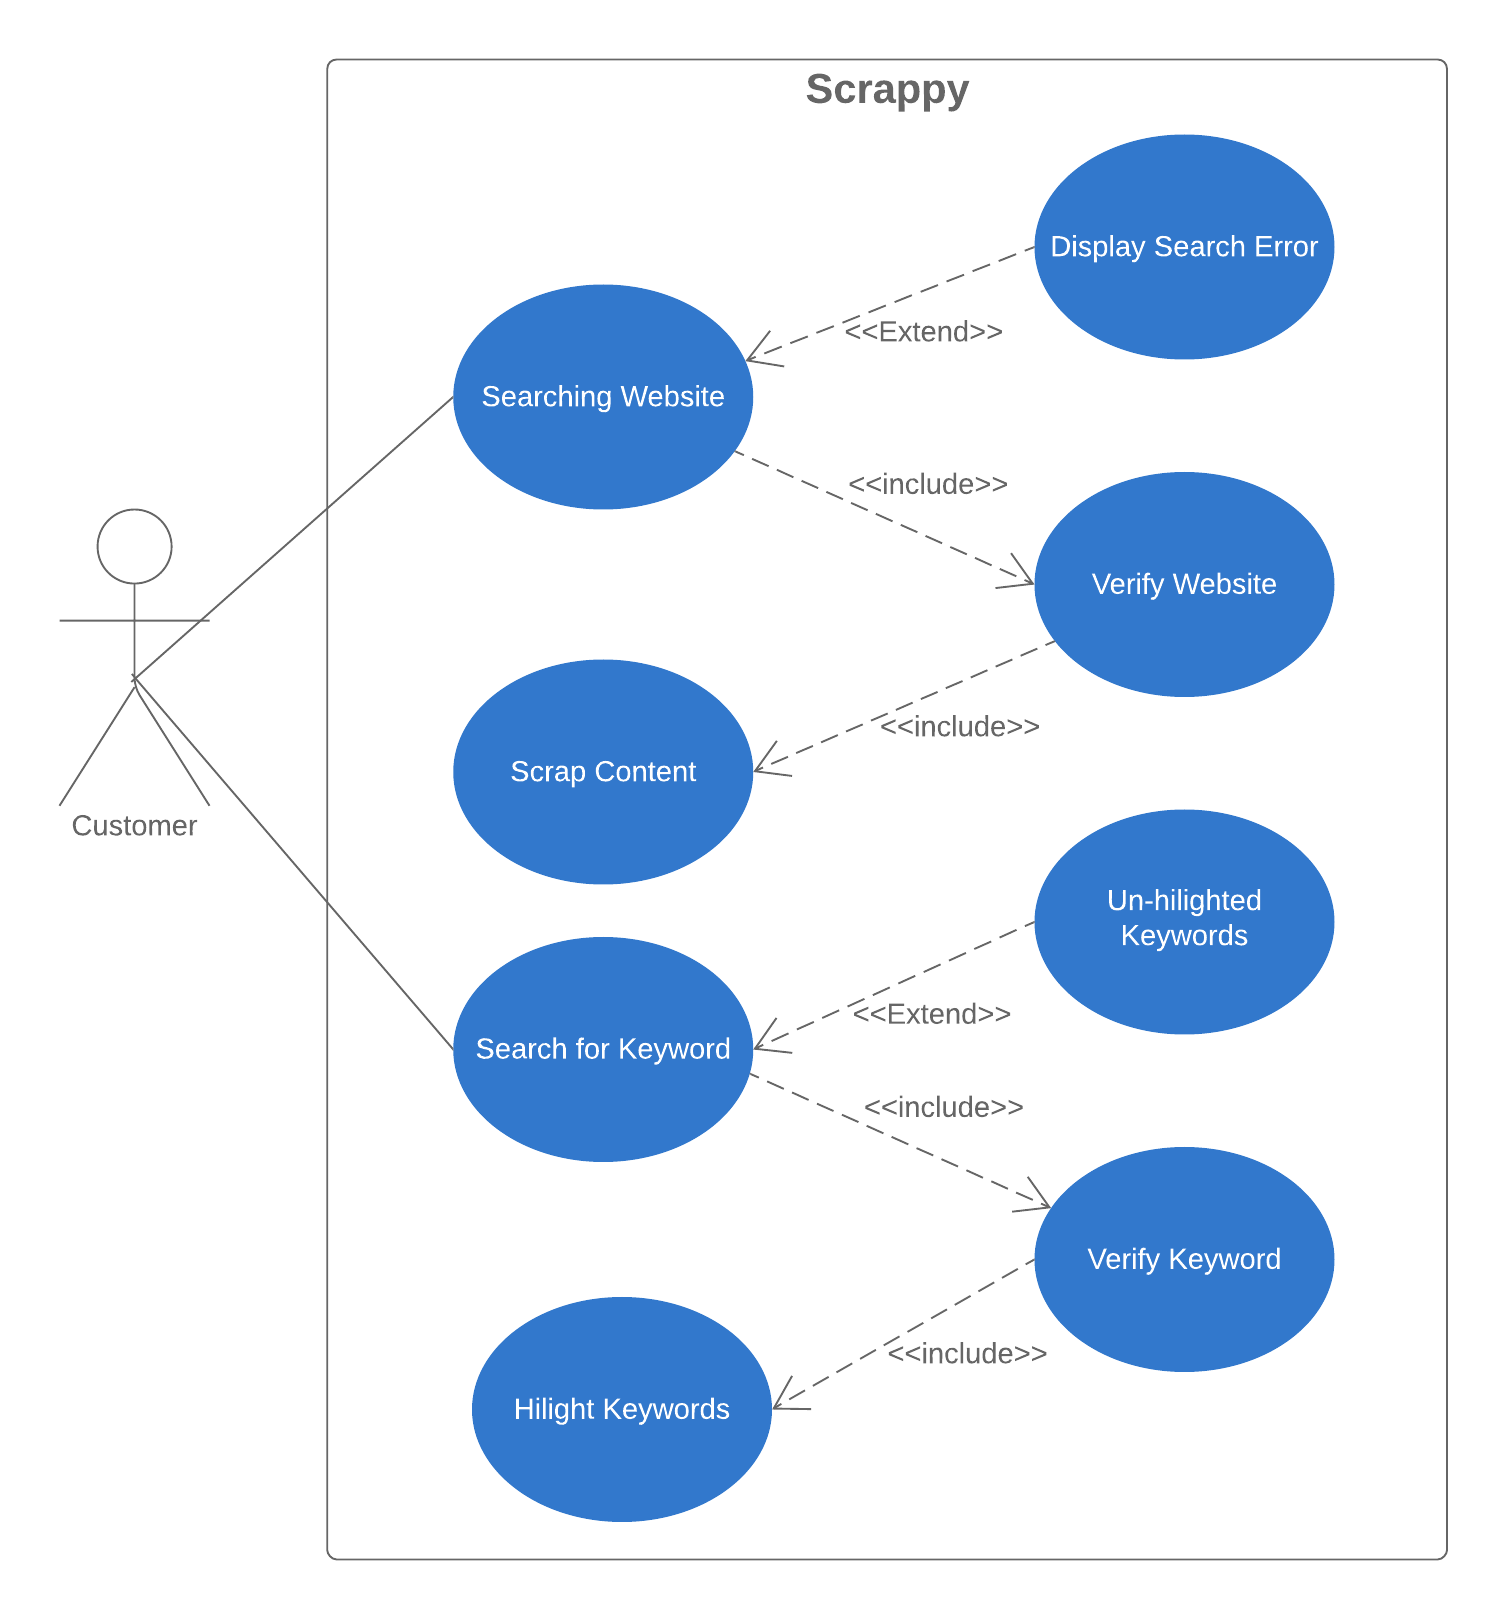 Scrappy
Display Search Error
<<Extend>>
Searching Website
<<include>>
Verify Website
<<include>>
Scrap Content
Customer
Un-hilighted
Keywords
<<Extend>>
Search for Keyword
<<include>>
Verify Keyword
<<include>>
Hilight Keywords